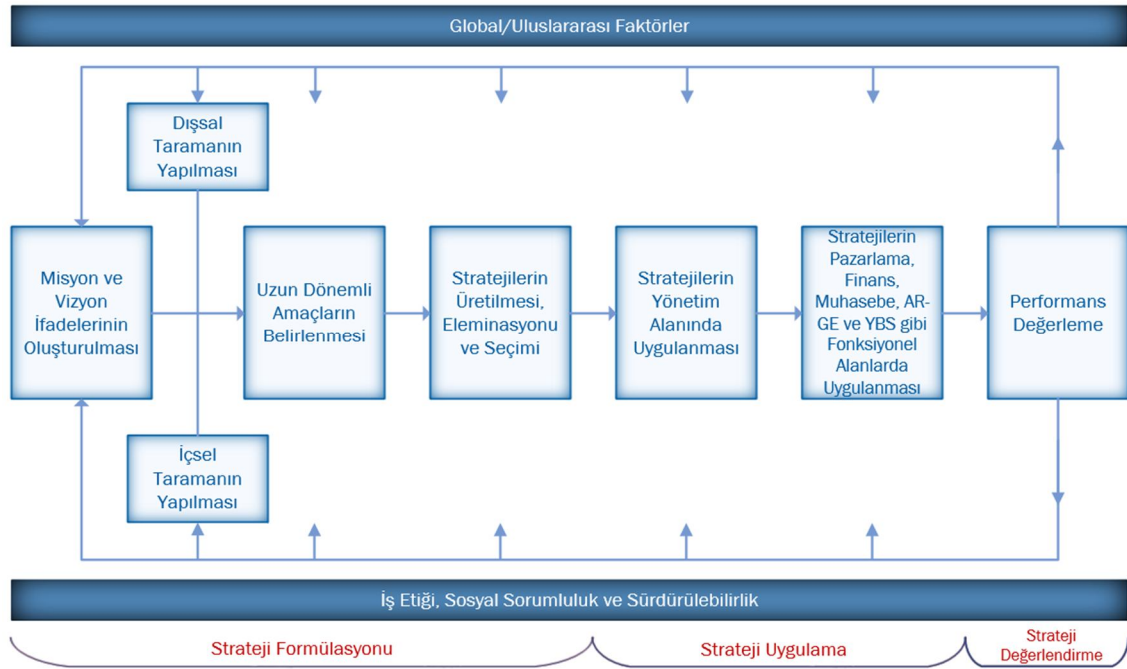 Global/Uluslararası Faktörler
Dışsal
Taramanın
Yapılması
Misyon ve
Vizyon
İfadelerinin
Oluşturulması
Uzun Dönemli
Amaçların
Belirlenmesi
Stratejilerin
Üretilmesi,
Eleminasyonu
ve Seçimi
Stratejilerin
Yönetim
Alanında
Uygulanması
Stratejilerin
Pazarlama,
Finans,
Muhasebe, AR-
GE ve YBS gibi
Fonksiyonel
Alanlarda
Uygulanması
Performans
Değerleme
İçsel
Taramanın
Yapılması
İş Etiği, Sosyal Sorumluluk ve Sürdürülebilirlik
Strateji Formülasyonu
Strateji Uygulama
Strateji
Değerlendirme